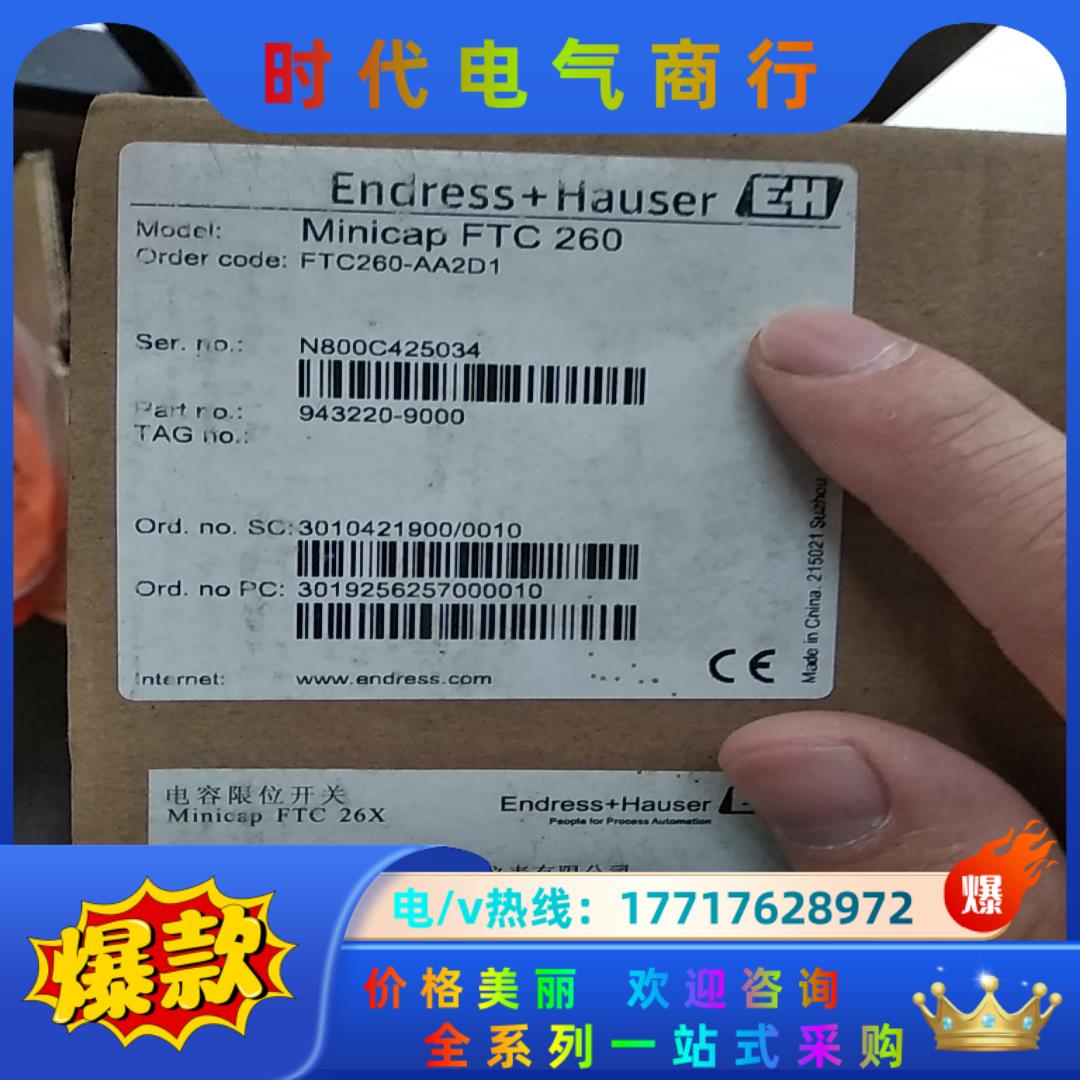 时代电气商行
Endress+Hauser EH
Model: Minicap FTC 260
Order code: FTC260-AA2D1
Ser. no.: N800C425034
Part no.: 943220-9000
TAG no.:
Ord. no. SC: 3010421900/0010
Ord. no PC: 3019256257000010
Internet: www.endress.com
CE
Made in China. 215021 Suzhou
电容限位开关
Minicap FTC 26X
Endress+Hauser
People for Process Automation
爆款
电/v热线：17717628972
爆
价格美丽 欢迎咨询
全系列一站式采购